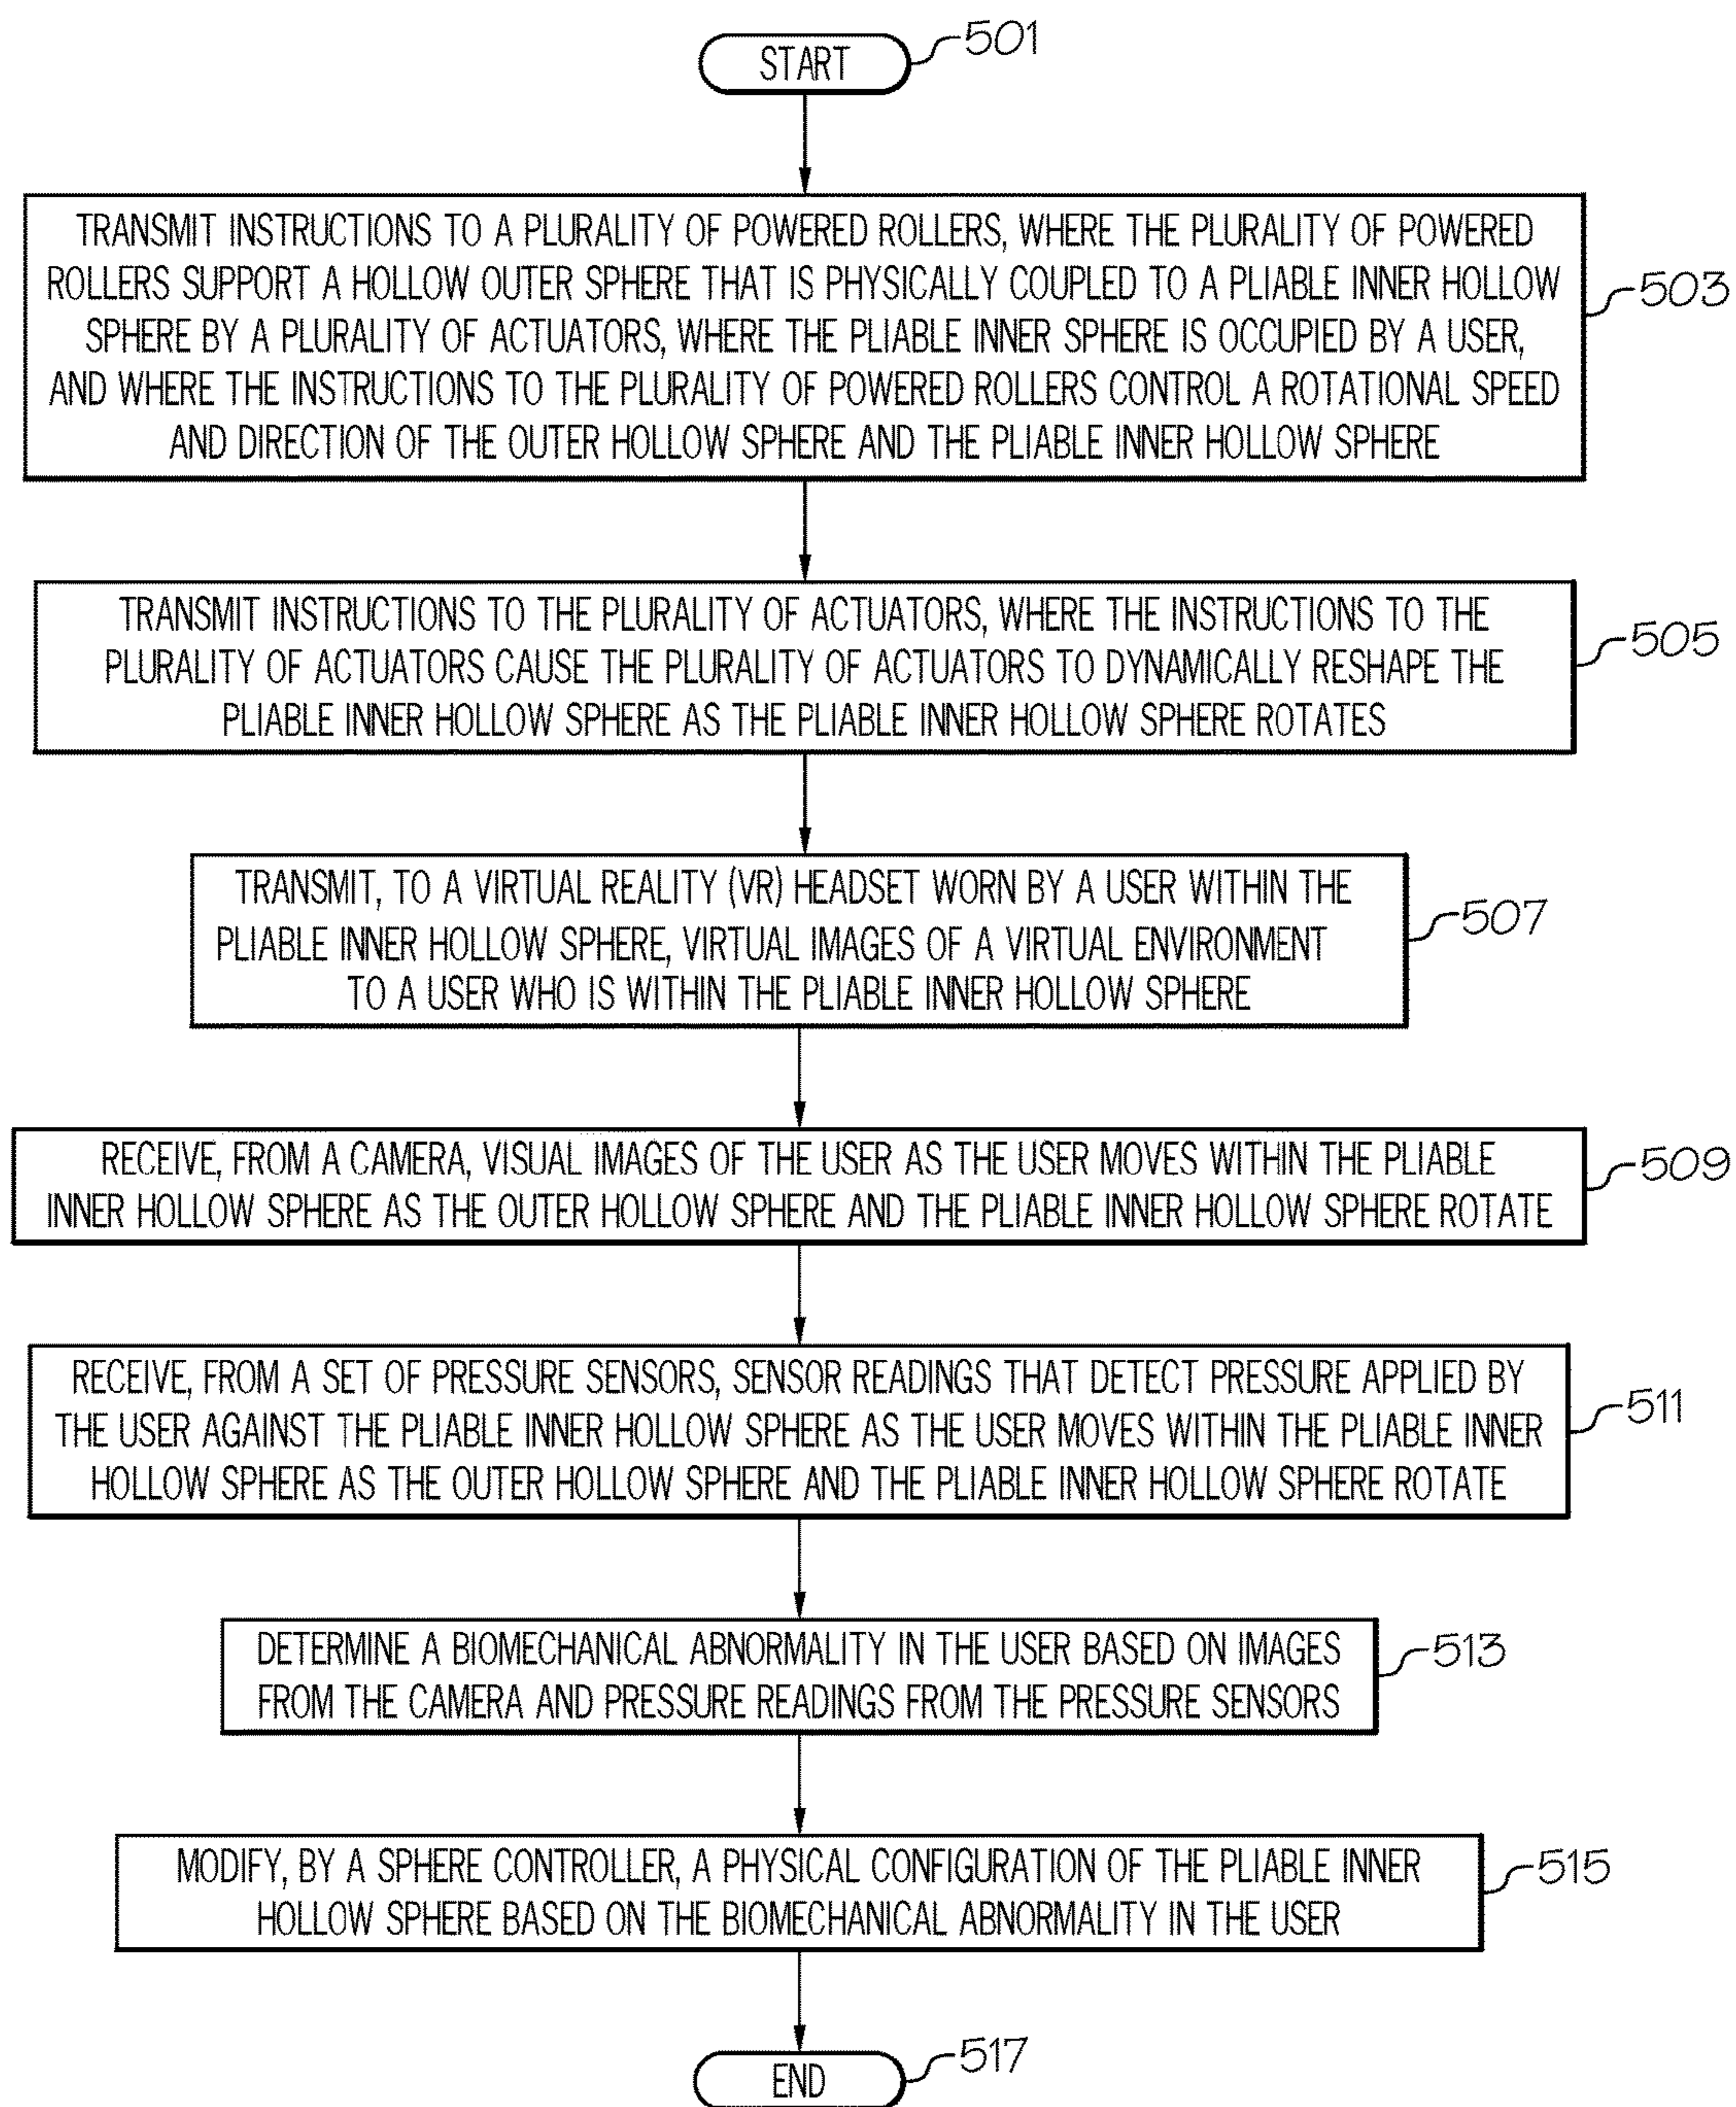 START
501
TRANSMIT INSTRUCTIONS TO A PLURALITY OF POWERED ROLLERS, WHERE THE PLURALITY OF POWERED
ROLLERS SUPPORT A HOLLOW OUTER SPHERE THAT IS PHYSICALLY COUPLED TO A PLIABLE INNER HOLLOW
SPHERE BY A PLURALITY OF ACTUATORS, WHERE THE PLIABLE INNER SPHERE IS OCCUPIED BY A USER,
AND WHERE THE INSTRUCTIONS TO THE PLURALITY OF POWERED ROLLERS CONTROL A ROTATIONAL SPEED
AND DIRECTION OF THE OUTER HOLLOW SPHERE AND THE PLIABLE INNER HOLLOW SPHERE
503
TRANSMIT INSTRUCTIONS TO THE PLURALITY OF ACTUATORS, WHERE THE INSTRUCTIONS TO THE
PLURALITY OF ACTUATORS CAUSE THE PLURALITY OF ACTUATORS TO DYNAMICALLY RESHAPE THE
PLIABLE INNER HOLLOW SPHERE AS THE PLIABLE INNER HOLLOW SPHERE ROTATES
505
TRANSMIT, TO A VIRTUAL REALITY (VR) HEADSET WORN BY A USER WITHIN THE
PLIABLE INNER HOLLOW SPHERE, VIRTUAL IMAGES OF A VIRTUAL ENVIRONMENT
TO A USER WHO IS WITHIN THE PLIABLE INNER HOLLOW SPHERE
507
RECEIVE, FROM A CAMERA, VISUAL IMAGES OF THE USER AS THE USER MOVES WITHIN THE PLIABLE
INNER HOLLOW SPHERE AS THE OUTER HOLLOW SPHERE AND THE PLIABLE INNER HOLLOW SPHERE ROTATE
509
RECEIVE, FROM A SET OF PRESSURE SENSORS, SENSOR READINGS THAT DETECT PRESSURE APPLIED BY
THE USER AGAINST THE PLIABLE INNER HOLLOW SPHERE AS THE USER MOVES WITHIN THE PLIABLE INNER
HOLLOW SPHERE AS THE OUTER HOLLOW SPHERE AND THE PLIABLE INNER HOLLOW SPHERE ROTATE
511
DETERMINE A BIOMECHANICAL ABNORMALITY IN THE USER BASED ON IMAGES
FROM THE CAMERA AND PRESSURE READINGS FROM THE PRESSURE SENSORS
513
MODIFY, BY A SPHERE CONTROLLER, A PHYSICAL CONFIGURATION OF THE PLIABLE INNER
HOLLOW SPHERE BASED ON THE BIOMECHANICAL ABNORMALITY IN THE USER
515
END
517